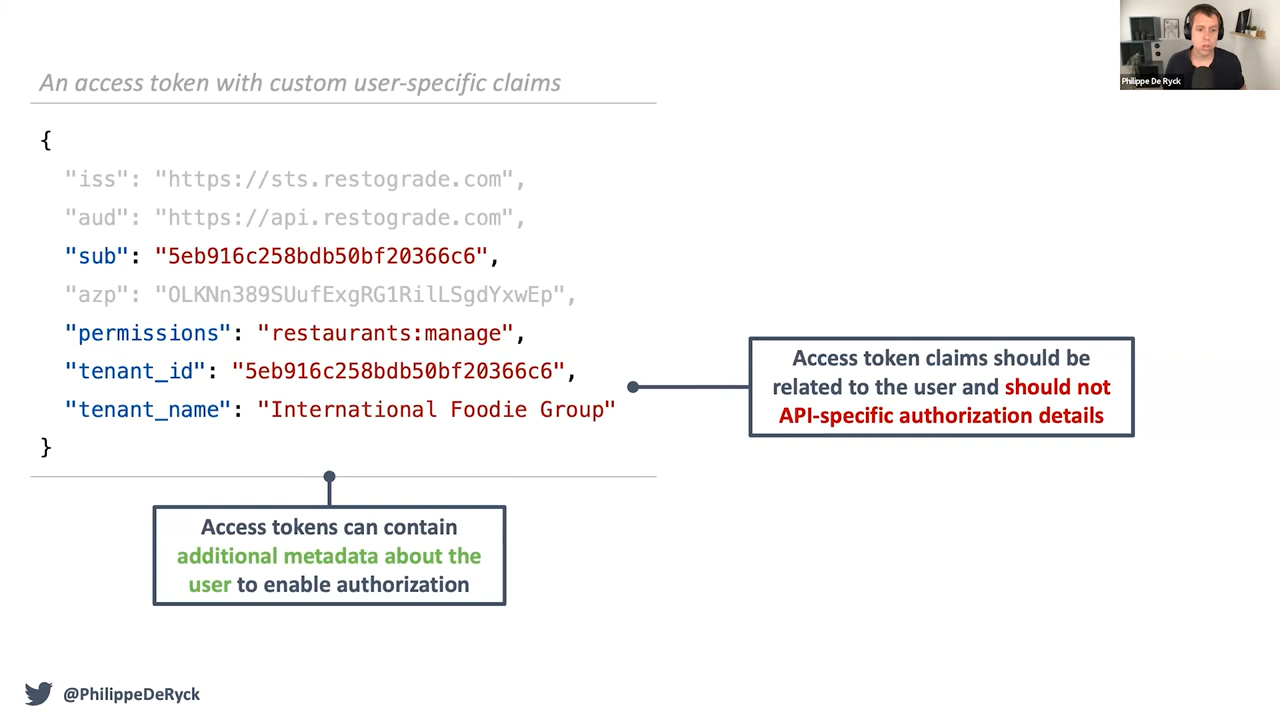 Philippe De Ryck
An access token with custom user-specific claims
{
"iss": "https://sts.restograde.com",
"aud": "https://api.restograde.com",
"sub": "5eb916c258bdb50bf20366c6",
"azp": "OLKNn389SUufExgRG1RilLSgdYxwEp",
"permissions": "restaurants:manage",
"tenant_id": "5eb916c258bdb50bf20366c6",
"tenant_name": "International Foodie Group"
}
Access token claims should be
related to the user and should not
API-specific authorization details
Access tokens can contain
additional metadata about the
user to enable authorization
@PhilippeDeRyck